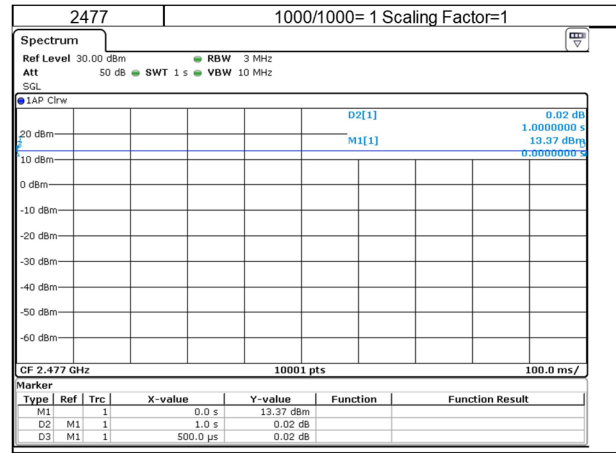 2477 1000/1000= 1 Scaling Factor=1
Spectrum
Ref Level 30.00 dBm RBW 3 MHz
Att 50 dB SWT 1 s VBW 10 MHz
SGL
1AP Clrw
D2[1] 0.02 dB
1.0000000 s
20 dBm M1[1] 13.37 dBm
10 dBm 0.0000000 s
0 dBm
-10 dBm
-20 dBm
-30 dBm
-40 dBm
-50 dBm
-60 dBm
CF 2.477 GHz 10001 pts 100.0 ms/
Marker
Type Ref Trc X-value Y-value Function Function Result
M1 1 0.0 s 13.37 dBm
D2 M1 1 1.0 s 0.02 dB
D3 M1 1 500.0 µs 0.02 dB